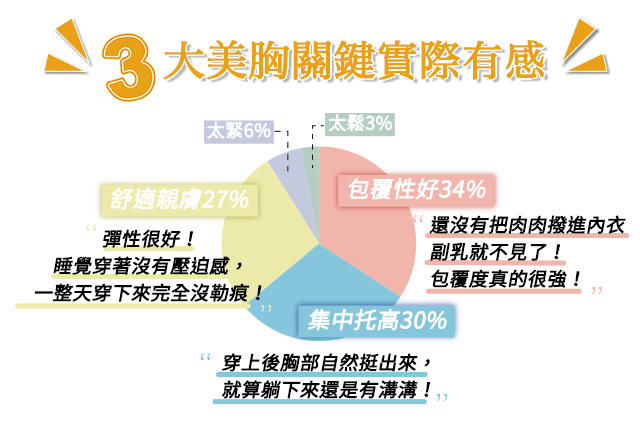 3大美胸關鍵實際有感
太緊6%
太鬆3%
舒適親膚27%
包覆性好34%
“彈性很好！
睡覺穿著沒有壓迫感，
一整天穿下來完全沒勒痕！”
“還沒有把肉肉撥進內衣
副乳就不見了！
包覆度真的很強！”
集中托高30%
“穿上後胸部自然挺出來，
就算躺下來還是有溝溝！”